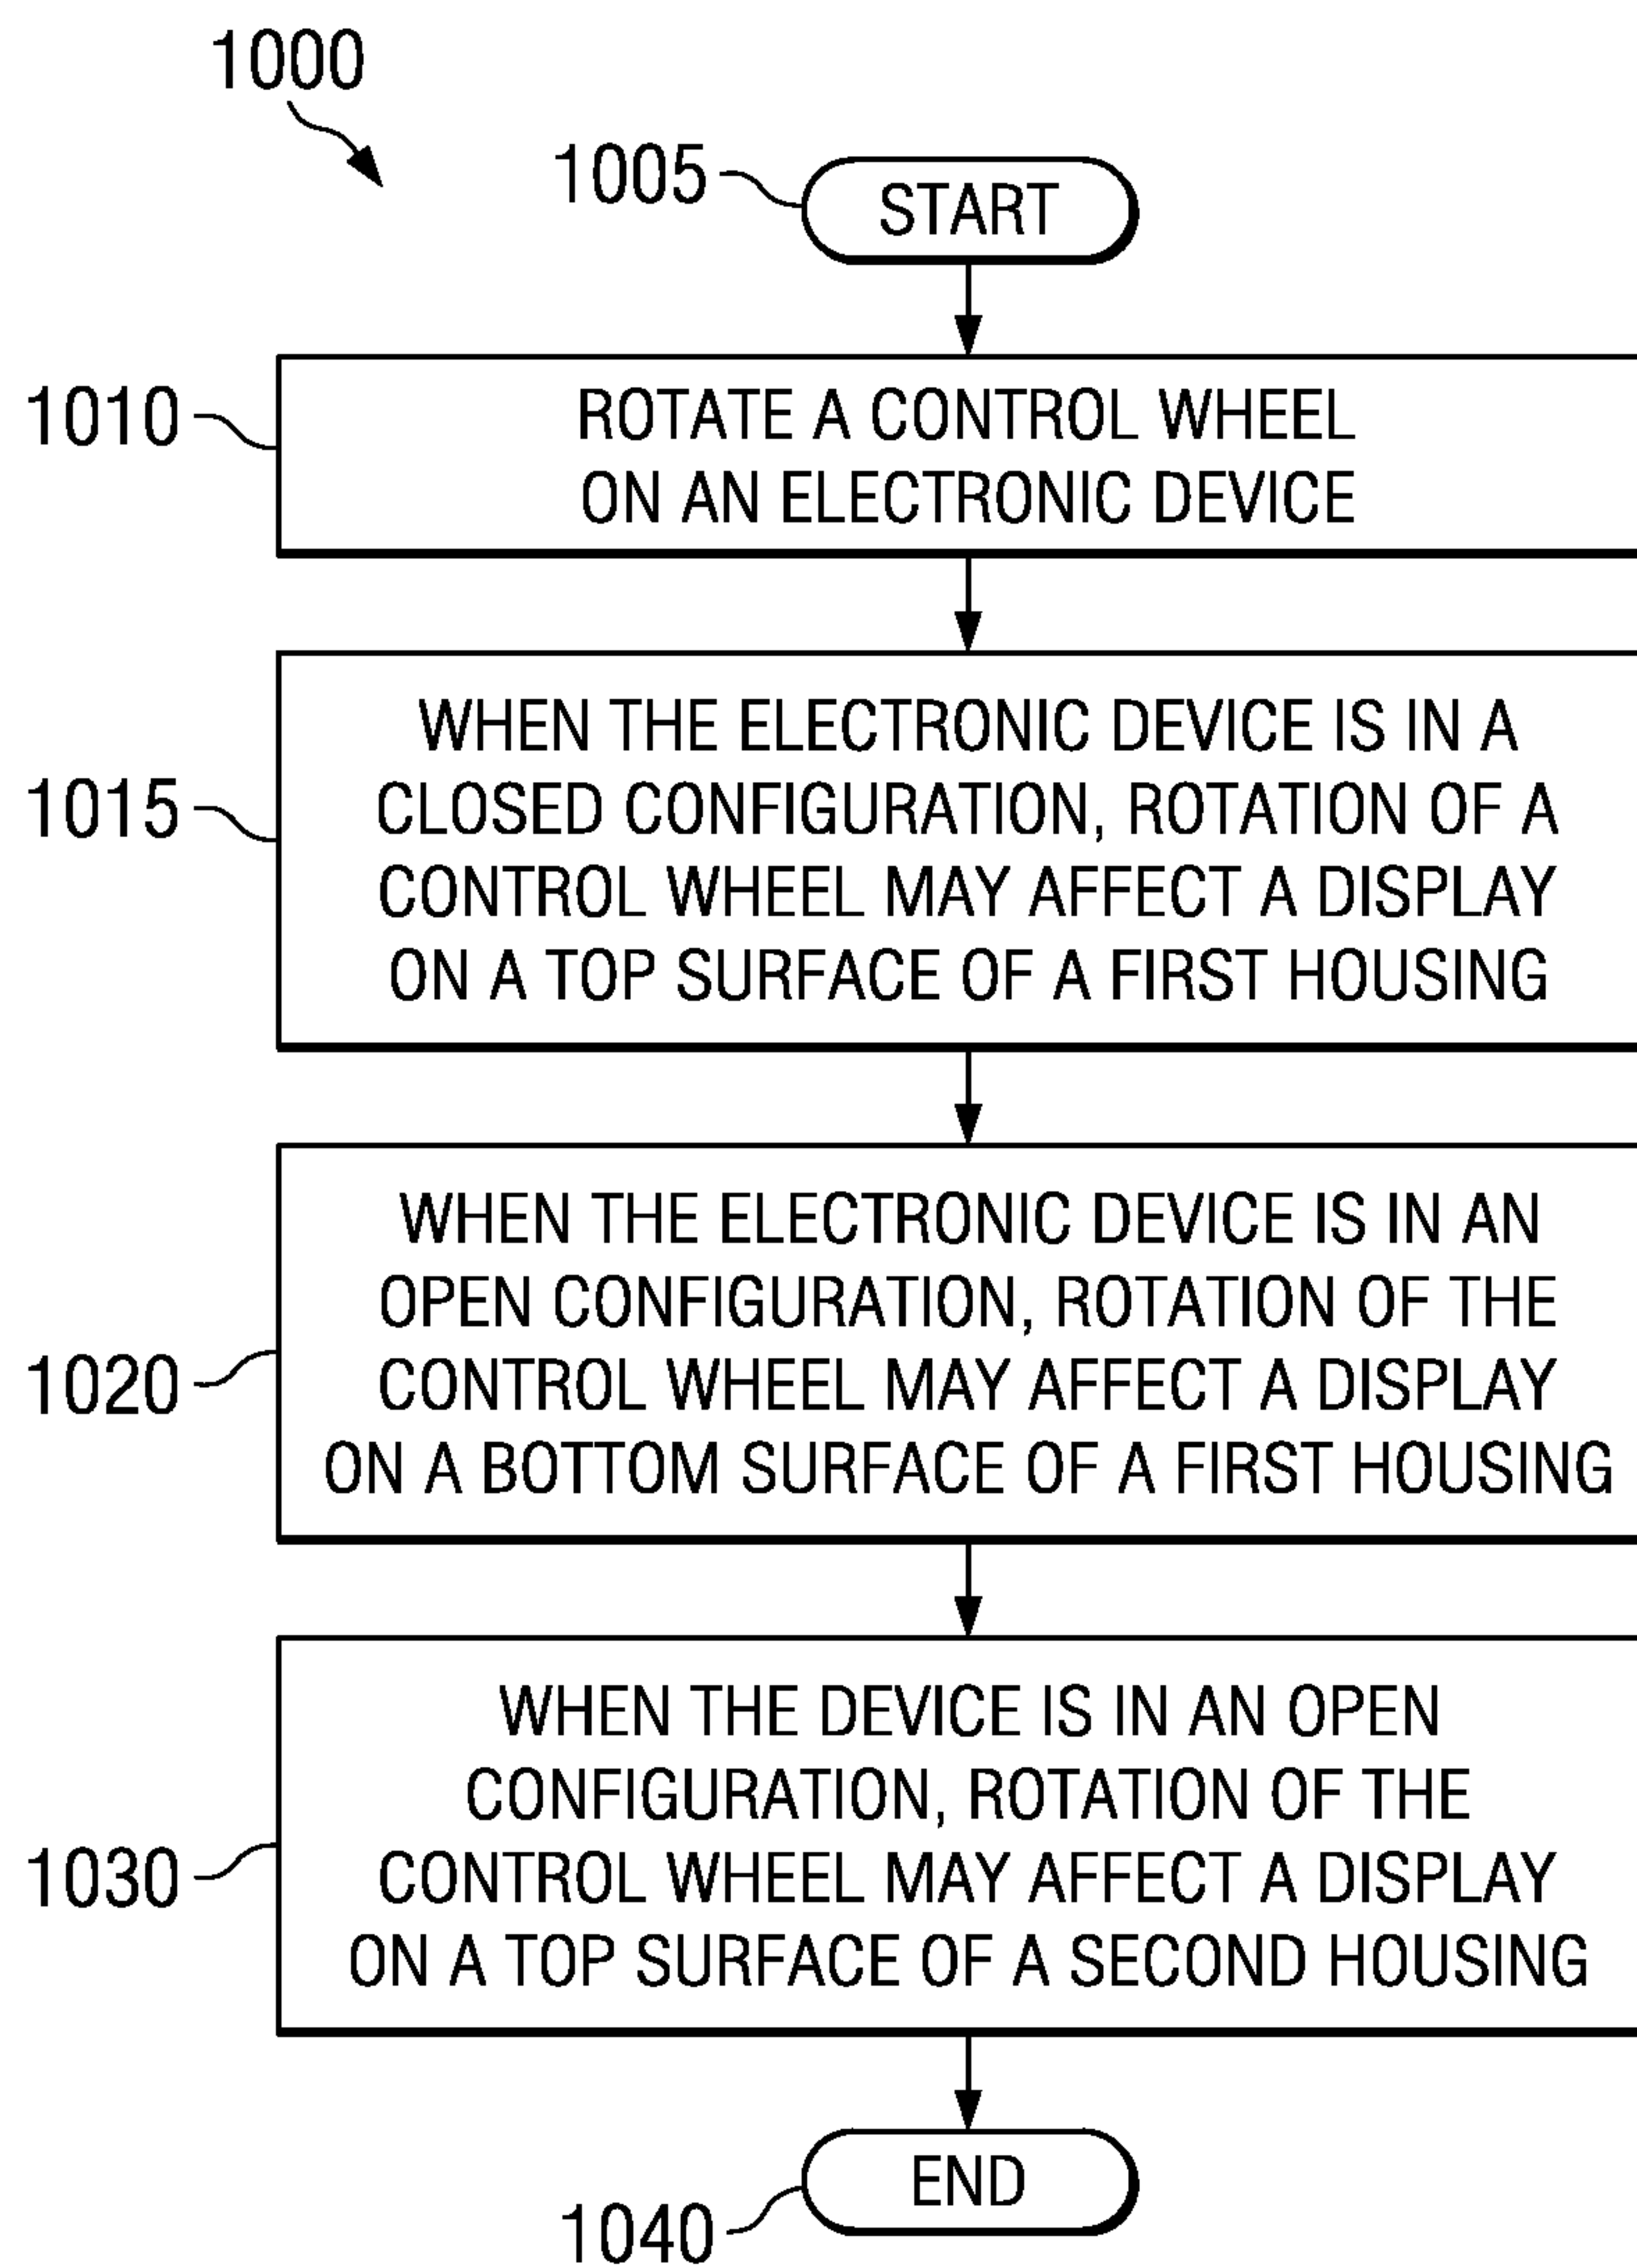 1000
1005
START
1010
ROTATE A CONTROL WHEEL
ON AN ELECTRONIC DEVICE
1015
WHEN THE ELECTRONIC DEVICE IS IN A
CLOSED CONFIGURATION, ROTATION OF A
CONTROL WHEEL MAY AFFECT A DISPLAY
ON A TOP SURFACE OF A FIRST HOUSING
1020
WHEN THE ELECTRONIC DEVICE IS IN AN
OPEN CONFIGURATION, ROTATION OF THE
CONTROL WHEEL MAY AFFECT A DISPLAY
ON A BOTTOM SURFACE OF A FIRST HOUSING
1030
WHEN THE DEVICE IS IN AN OPEN
CONFIGURATION, ROTATION OF THE
CONTROL WHEEL MAY AFFECT A DISPLAY
ON A TOP SURFACE OF A SECOND HOUSING
END
1040